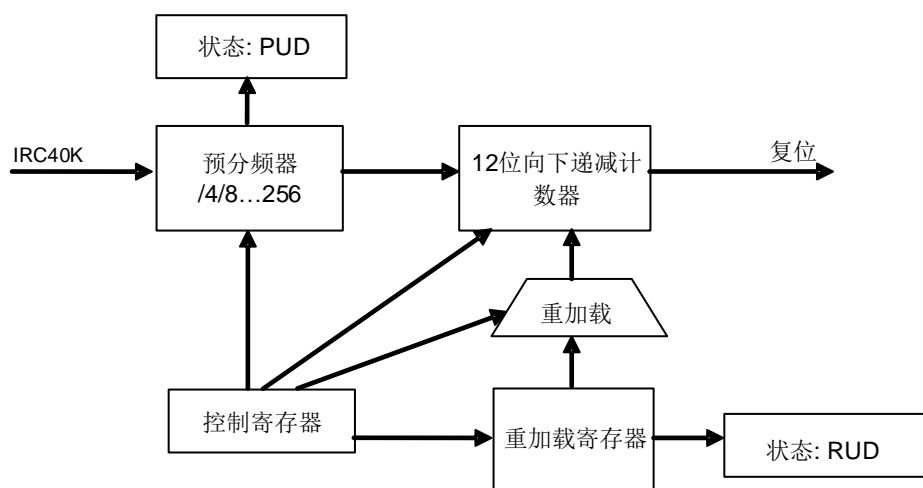 状态: PUD
IRC40K
预分频器
/4/8…256
12位向下递减计
数器
复位
重加载
控制寄存器
重加载寄存器
状态: RUD